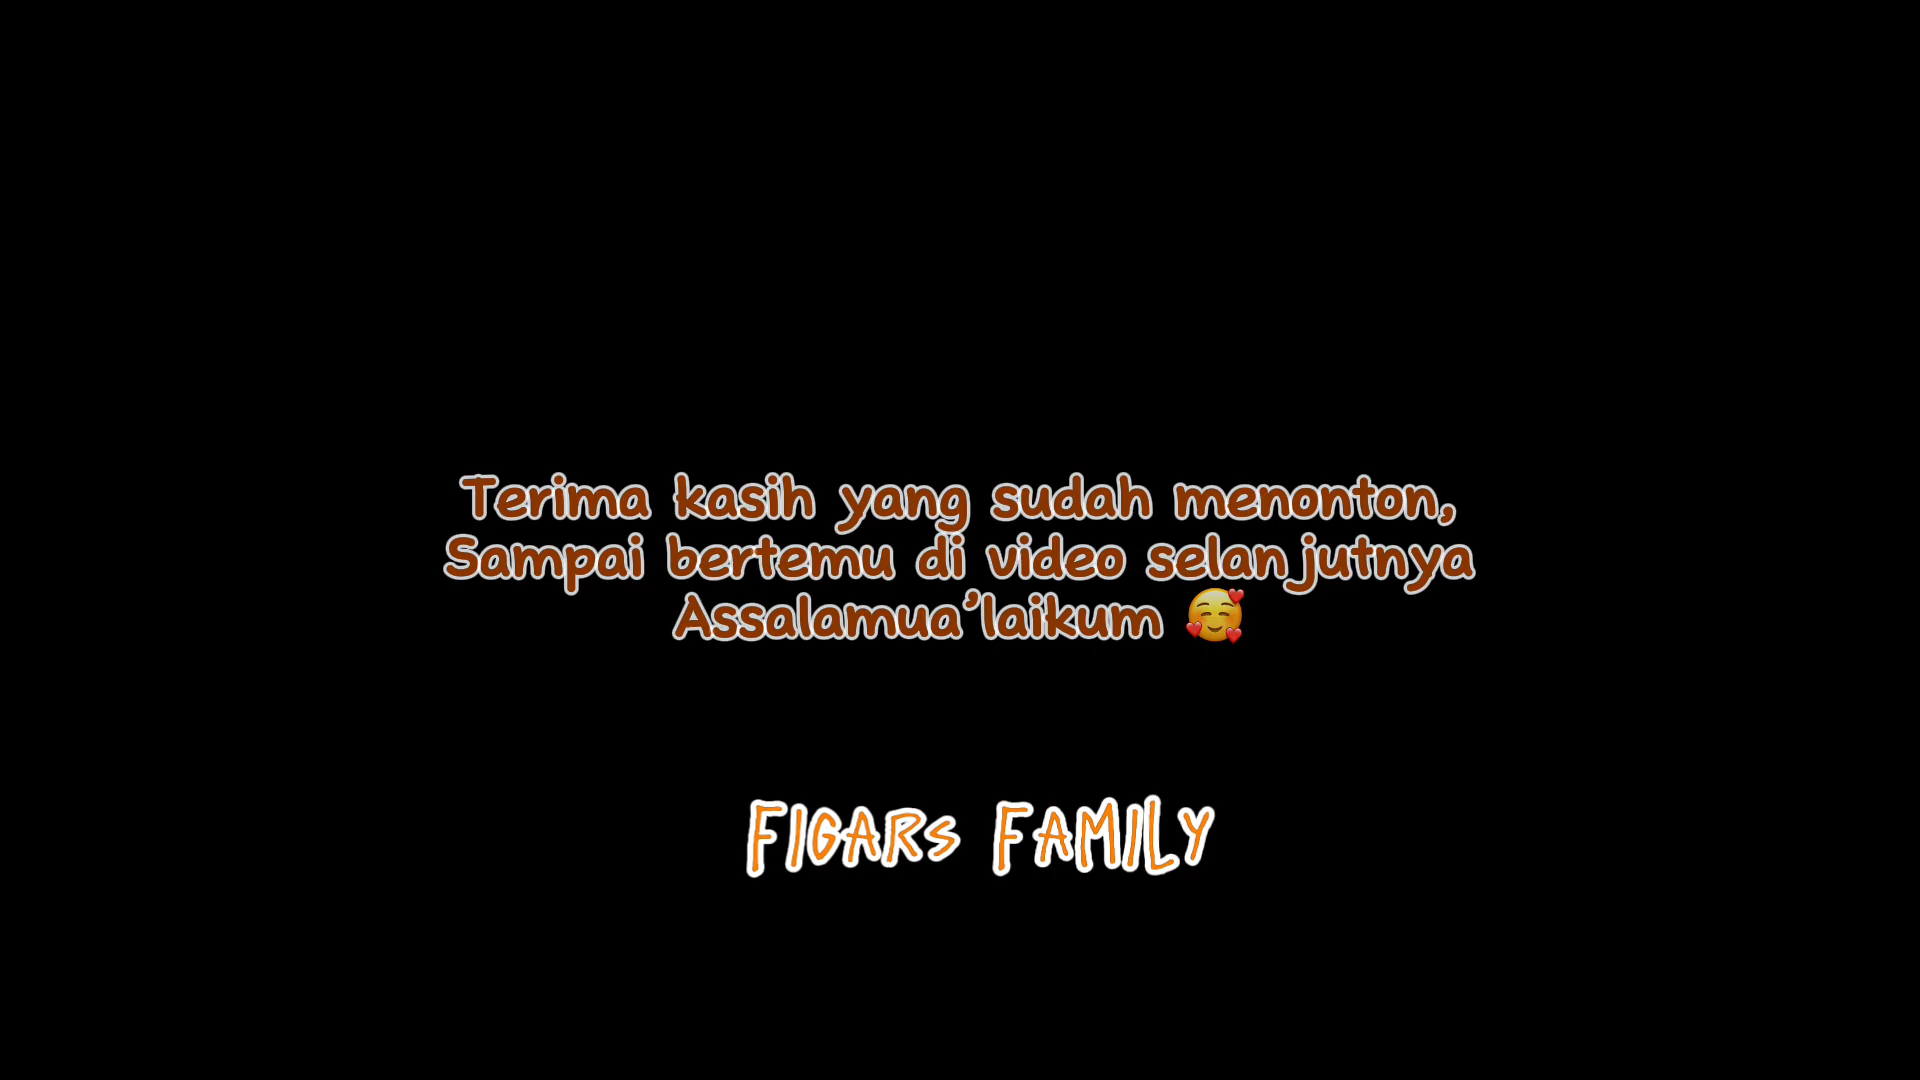 Terima kasih yang sudah menonton,
Sampai bertemu di video selanjutnya
Assalamua’laikum 🥰
FIGARS FAMILY